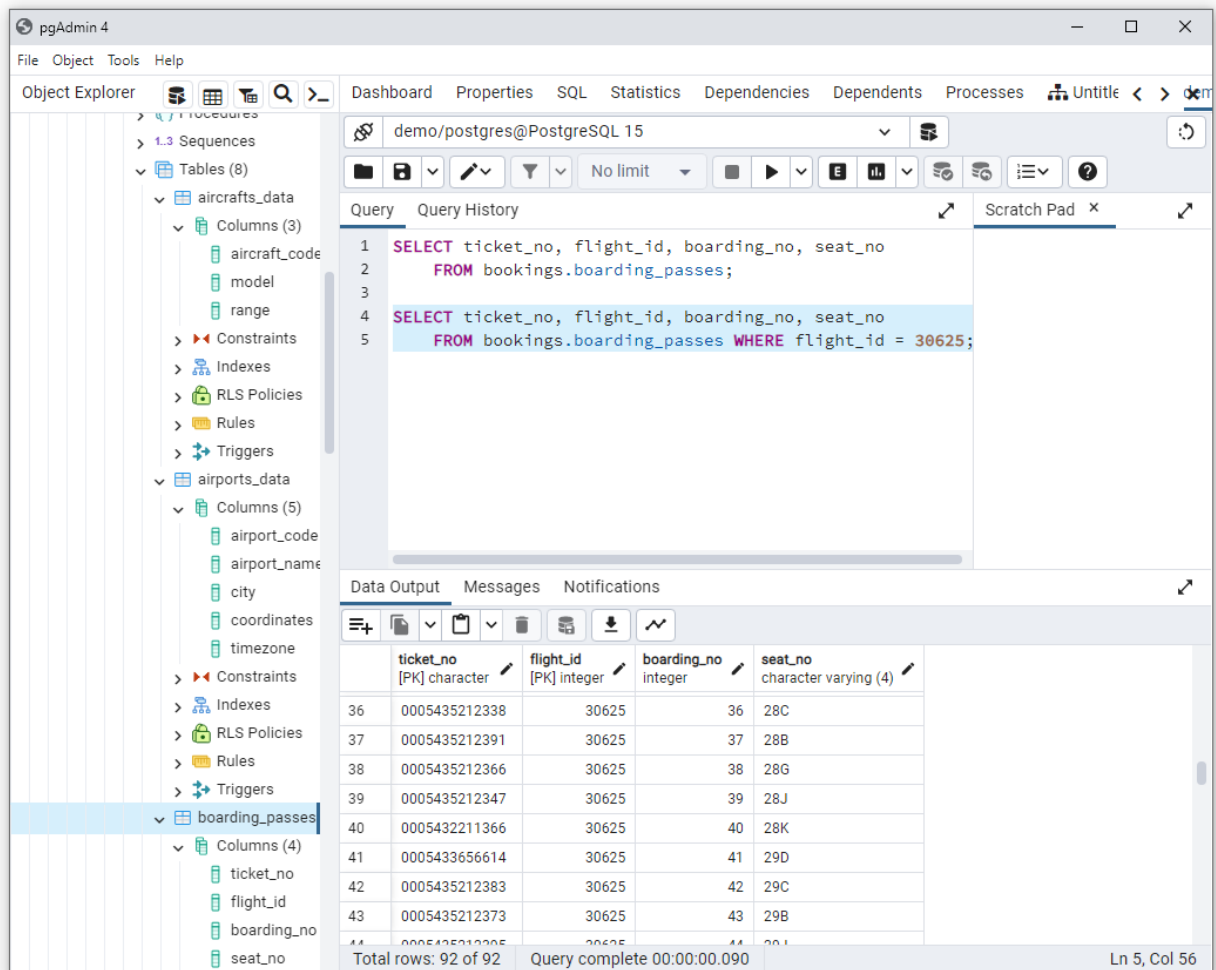 pgAdmin 4
File Object Tools Help
Object Explorer
Dashboard Properties SQL Statistics Dependencies Dependents Processes Untitle
Procedures
1..3 Sequences
Tables (8)
aircrafts_data
Columns (3)
aircraft_code
model
range
Constraints
Indexes
RLS Policies
Rules
Triggers
airports_data
Columns (5)
airport_code
airport_name
city
coordinates
timezone
Constraints
Indexes
RLS Policies
Rules
Triggers
boarding_passes
Columns (4)
ticket_no
flight_id
boarding_no
seat_no
demo/postgres@PostgreSQL 15
No limit
E
Query Query History
Scratch Pad
1 SELECT ticket_no, flight_id, boarding_no, seat_no
2 FROM bookings.boarding_passes;
3
4 SELECT ticket_no, flight_id, boarding_no, seat_no
5 FROM bookings.boarding_passes WHERE flight_id = 30625;
Data Output Messages Notifications
ticket_no flight_id boarding_no seat_no
[PK] character [PK] integer integer character varying (4)
36 0005435212338 30625 36 28C
37 0005435212391 30625 37 28B
38 0005435212366 30625 38 28G
39 0005435212347 30625 39 28J
40 0005432211366 30625 40 28K
41 0005433656614 30625 41 29D
42 0005435212383 30625 42 29C
43 0005435212373 30625 43 29B
Total rows: 92 of 92 Query complete 00:00:00.090 Ln 5, Col 56